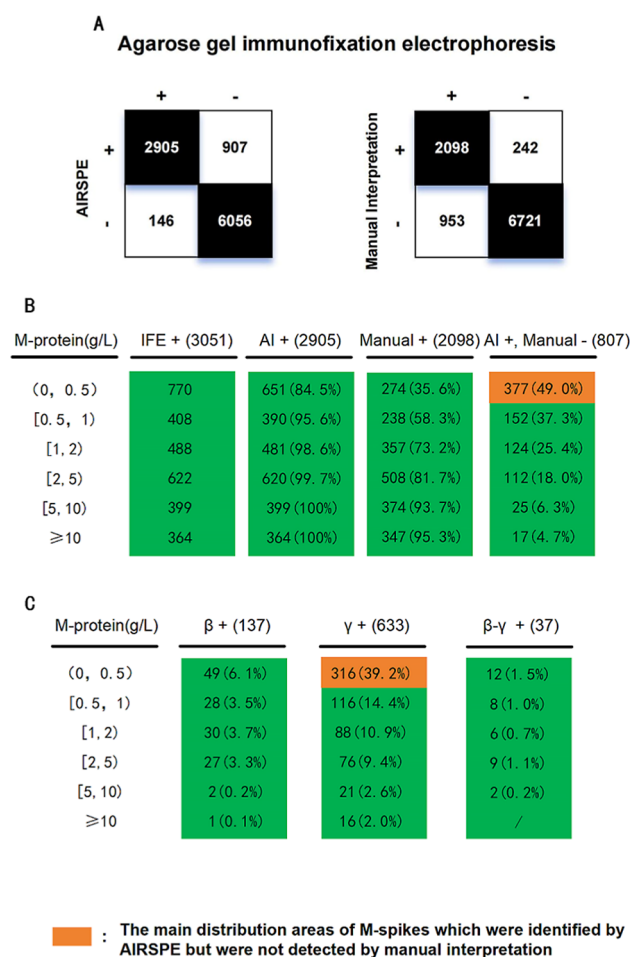 A
Agarose gel immunofixation electrophoresis
+ - + -
AIRSPE + 2905 907 Manual Interpretation + 2098 242
- 146 6056 - 953 6721
B
M-protein(g/L) IFE + (3051) AI + (2905) Manual + (2098) AI +, Manual - (807)
(0, 0.5) 770 651(84.5%) 274(35.6%) 377(49.0%)
[0.5, 1) 408 390(95.6%) 238(58.3%) 152(37.3%)
[1,2) 488 481(98.6%) 357(73.2%) 124(25.4%)
[2,5) 622 620(99.7%) 508(81.7%) 112(18.0%)
[5,10) 399 399(100%) 374(93.7%) 25(6.3%)
≥10 364 364(100%) 347(95.3%) 17(4.7%)
C
M-protein(g/L) β + (137) γ + (633) β-γ + (37)
(0, 0.5) 49(6.1%) 316(39.2%) 12(1.5%)
[0.5, 1) 28(3.5%) 116(14.4%) 8(1.0%)
[1,2) 30(3.7%) 88(10.9%) 6(0.7%)
[2,5) 27(3.3%) 76(9.4%) 9(1.1%)
[5,10) 2(0.2%) 21(2.6%) 2(0.2%)
≥10 1(0.1%) 16(2.0%) /
: The main distribution areas of M-spikes which were identified by
AIRSPE but were not detected by manual interpretation